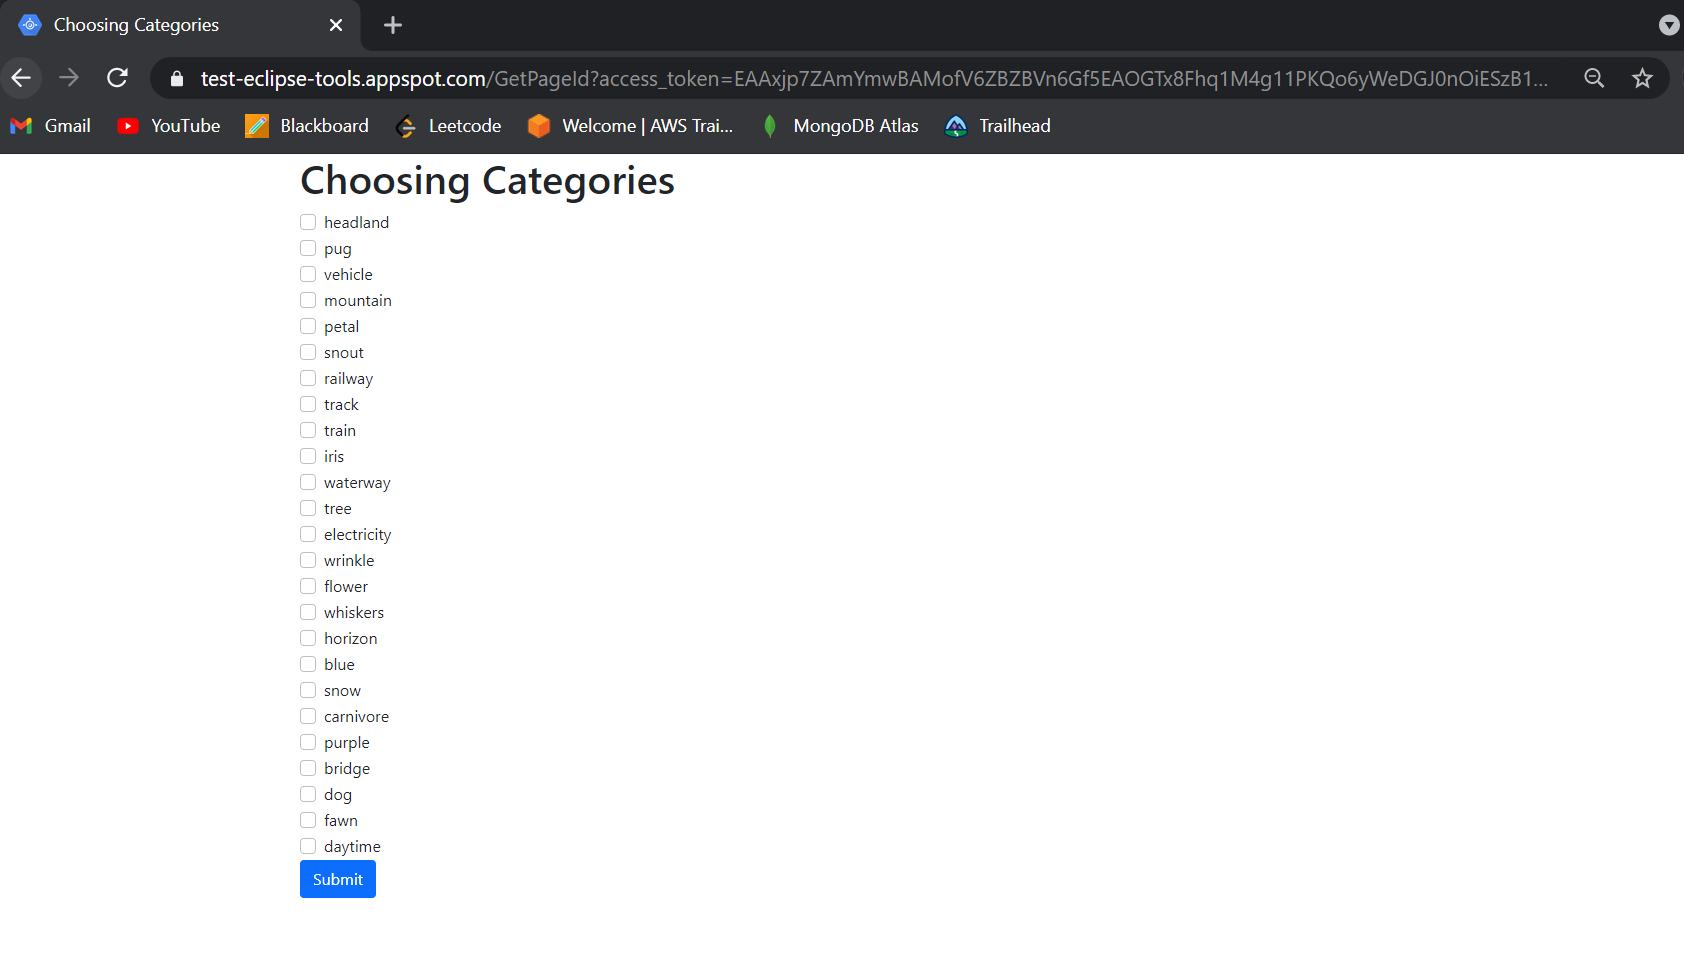 Choosing Categories
test-eclipse-tools.appspot.com/GetPageId?access_token=EAAxjp7ZAmYmwBAMofV6ZBZBVn6Gf5EAOGTx8Fhq1M4g11PKQo6yWeDGJ0nOiESzB1...
Gmail YouTube Blackboard Leetcode Welcome | AWS Trai... MongoDB Atlas Trailhead
Choosing Categories
headland
pug
vehicle
mountain
petal
snout
railway
track
train
iris
waterway
tree
electricity
wrinkle
flower
whiskers
horizon
blue
snow
carnivore
purple
bridge
dog
fawn
daytime
Submit